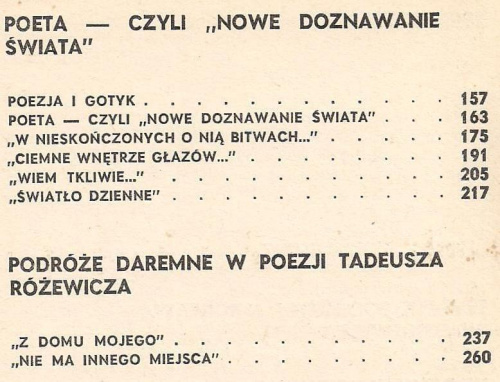 POETA — CZYLI „NOWE DOZNAWANIE
ŚWIATA”
POEZJA I GOTYK . . . . . . . . . . . . 157
POETA — CZYLI „NOWE DOZNAWANIE ŚWIATA” . . . 163
„W NIESKOŃCZONYCH O NIĄ BITWACH...” . . . . . 175
„CIEMNE WNĘTRZE GŁAZÓW...” . . . . . . . . 191
„WIEM TKLIWIE...” . . . . . . . . . . . 205
„ŚWIATŁO DZIENNE” . . . . . . . . . . . 217
PODRÓŻE DAREMNE W POEZJI TADEUSZA
RÓŻEWICZA
„Z DOMU MOJEGO” . . . . . . . . . . . 237
„NIE MA INNEGO MIEJSCA” . . . . . . . . . 260